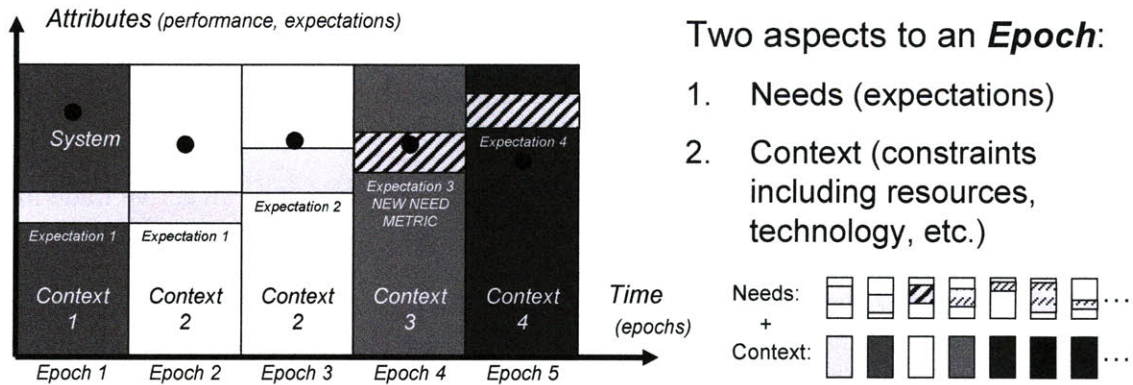 Attributes (performance, expectations)
System
Expectation 1
Expectation 1
Expectation 2
Expectation 3
NEW NEED
METRIC
Expectation 4
Context
1
Context
2
Context
2
Context
3
Context
4
Time
(epochs)
Epoch 1
Epoch 2
Epoch 3
Epoch 4
Epoch 5
Two aspects to an Epoch:
1. Needs (expectations)
2. Context (constraints
including resources,
technology, etc.)
Needs:
...
+
Context:
...